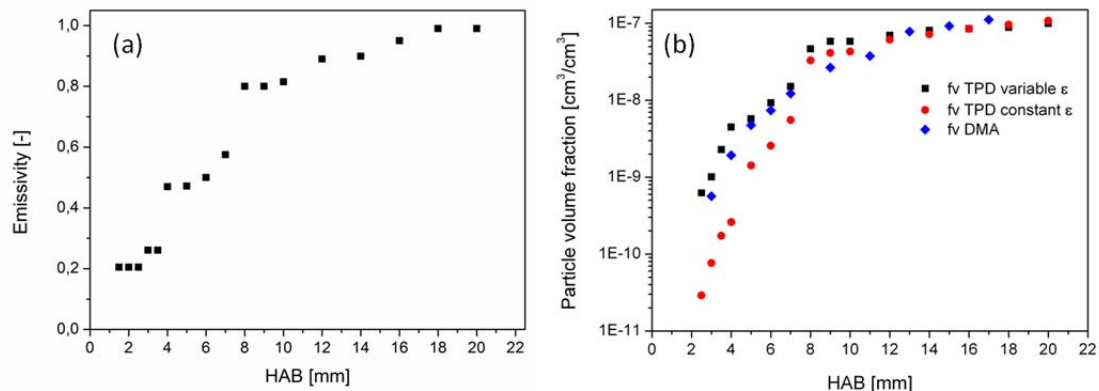 (a)
Emissivity [-]
1,0
0,8
0,6
0,4
0,2
0,0
0 2 4 6 8 10 12 14 16 18 20 22
HAB [mm]
(b)
Particle volume fraction [cm³/cm³]
1E-7
1E-8
1E-9
1E-10
1E-11
fv TPD variable ε
fv TPD constant ε
fv DMA
0 2 4 6 8 10 12 14 16 18 20 22
HAB [mm]